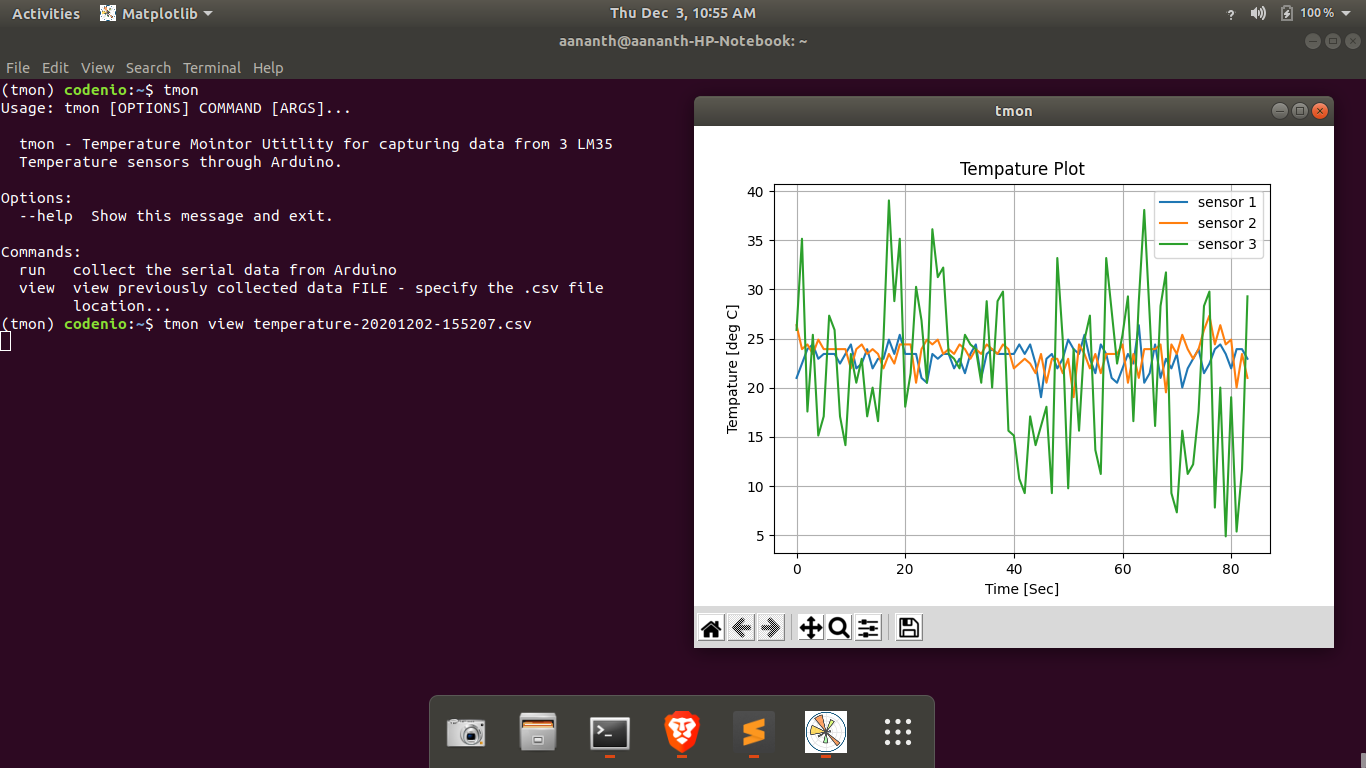 Activities Matplotlib Thu Dec 3, 10:55 AM ? 100%
aananth@aananth-HP-Notebook: ~
File Edit View Search Terminal Help
(tmon) codenio:~$ tmon
Usage: tmon [OPTIONS] COMMAND [ARGS]...
tmon - Temperature Mointor Utitlity for capturing data from 3 LM35
Temperature sensors through Arduino.
Options:
--help Show this message and exit.
Commands:
run collect the serial data from Arduino
view view previously collected data FILE - specify the .csv file
location...
(tmon) codenio:~$ tmon view temperature-20201202-155207.csv
tmon
Tempature Plot
sensor 1
sensor 2
sensor 3
Tempature [deg C]
40
35
30
25
20
15
10
5
0 20 40 60 80
Time [Sec]
>_